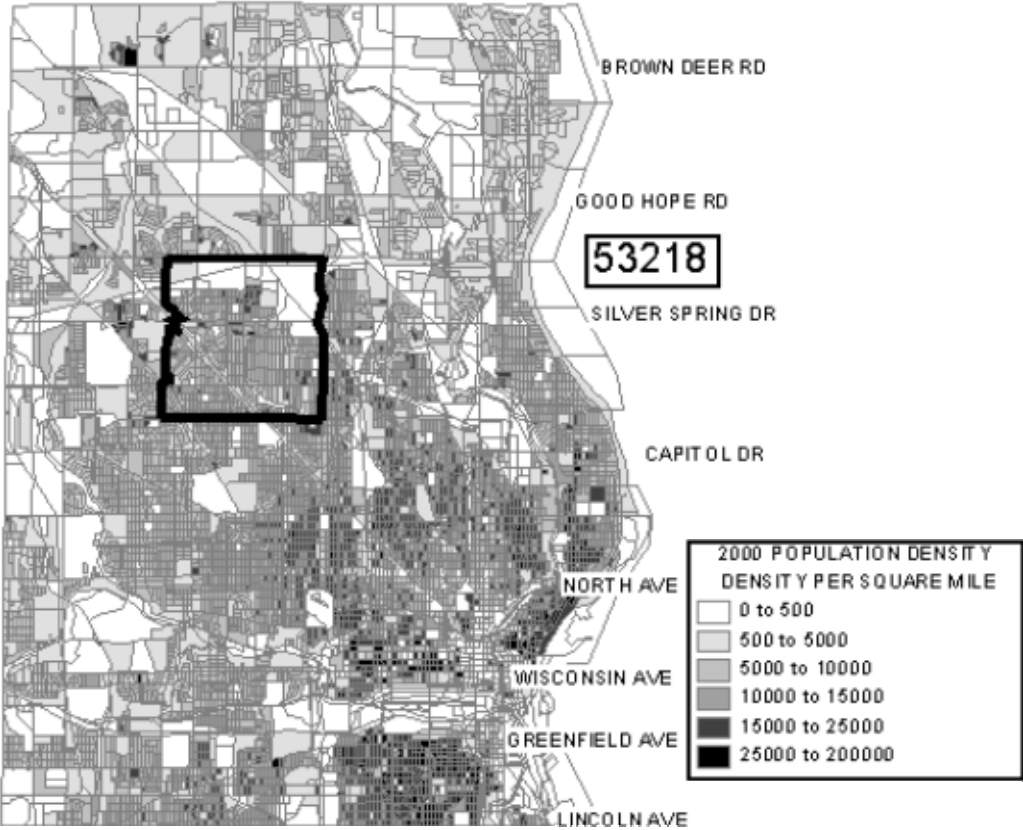 BROWN DEER RD
GOOD HOPE RD
53218
SILVER SPRING DR
CAPITOL DR
2000 POPULATION DENSITY
DENSITY PER SQUARE MILE
NORTH AVE
0 to 500
500 to 5000
5000 to 10000
WISCONSIN AVE
10000 to 15000
15000 to 25000
GREENFIELD AVE
25000 to 200000
LINCOLN AVE